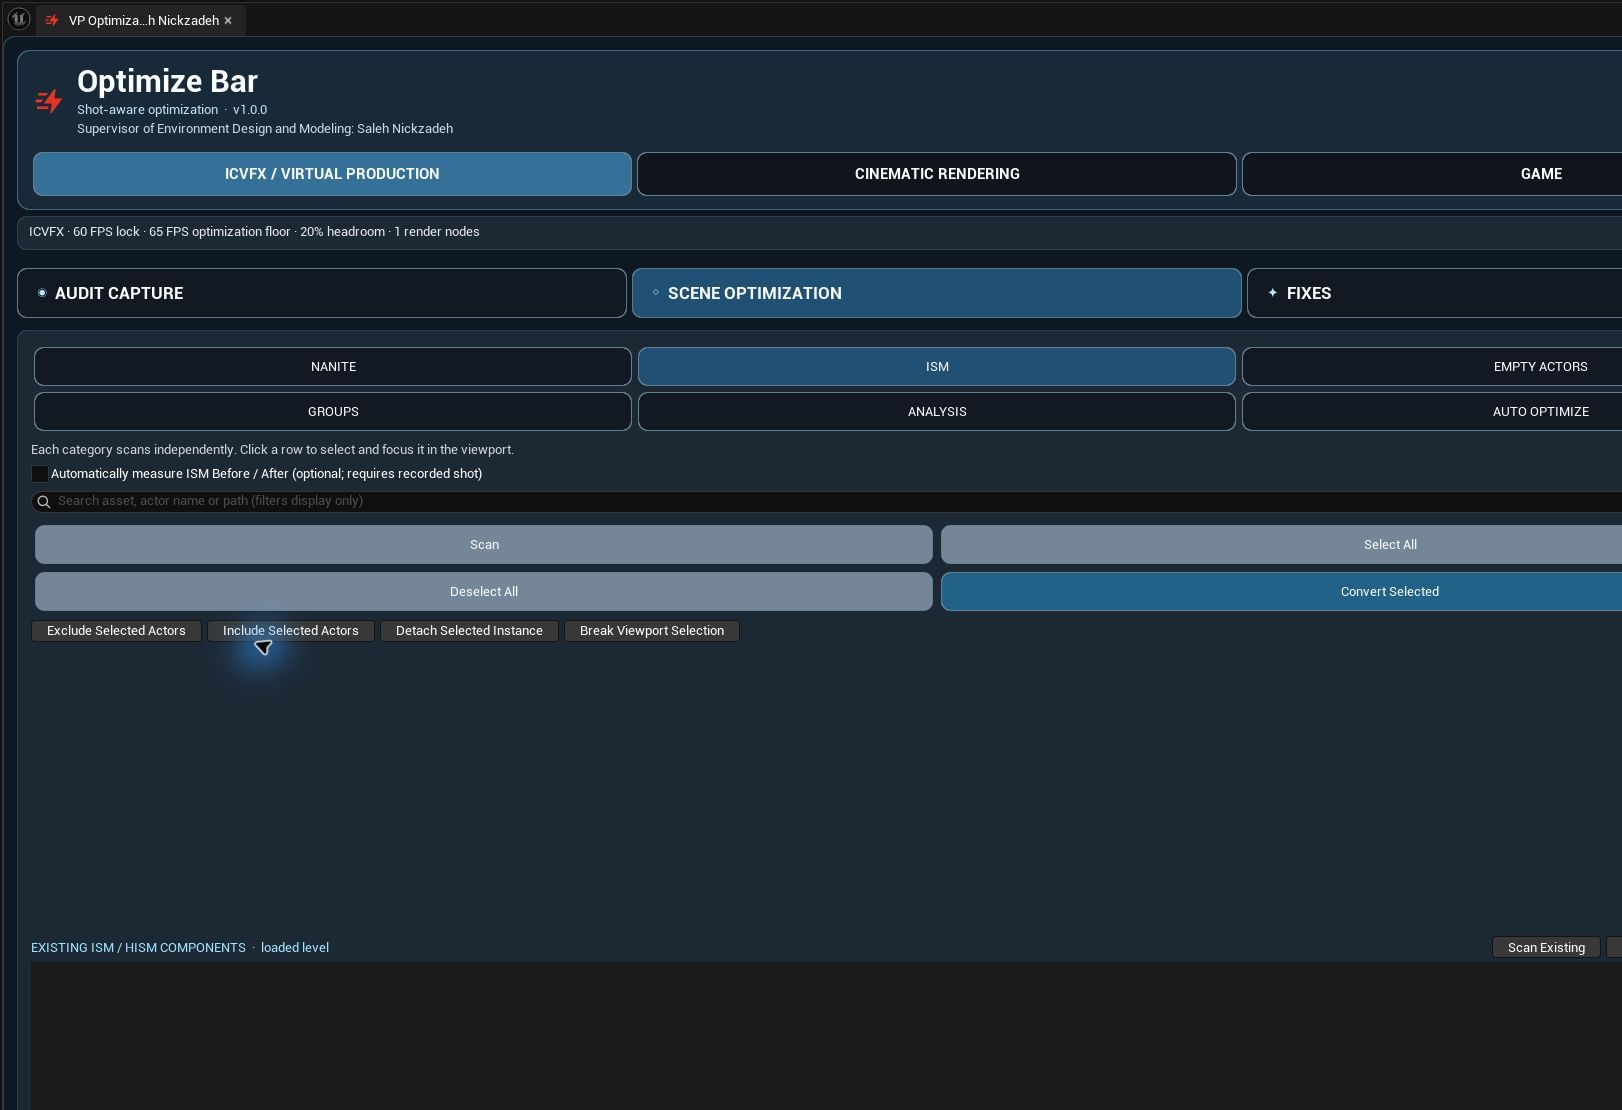 VP Optimiza...h Nickzadeh ×
Optimize Bar
Shot-aware optimization · v1.0.0
Supervisor of Environment Design and Modeling: Saleh Nickzadeh
ICVFX / VIRTUAL PRODUCTION CINEMATIC RENDERING GAME
ICVFX · 60 FPS lock · 65 FPS optimization floor · 20% headroom · 1 render nodes
AUDIT CAPTURE SCENE OPTIMIZATION FIXES
NANITE ISM EMPTY ACTORS
GROUPS ANALYSIS AUTO OPTIMIZE
Each category scans independently. Click a row to select and focus it in the viewport.
Automatically measure ISM Before / After (optional; requires recorded shot)
Search asset, actor name or path (filters display only)
Scan Select All
Deselect All Convert Selected
Exclude Selected Actors Include Selected Actors Detach Selected Instance Break Viewport Selection
EXISTING ISM / HISM COMPONENTS · loaded level Scan Existing